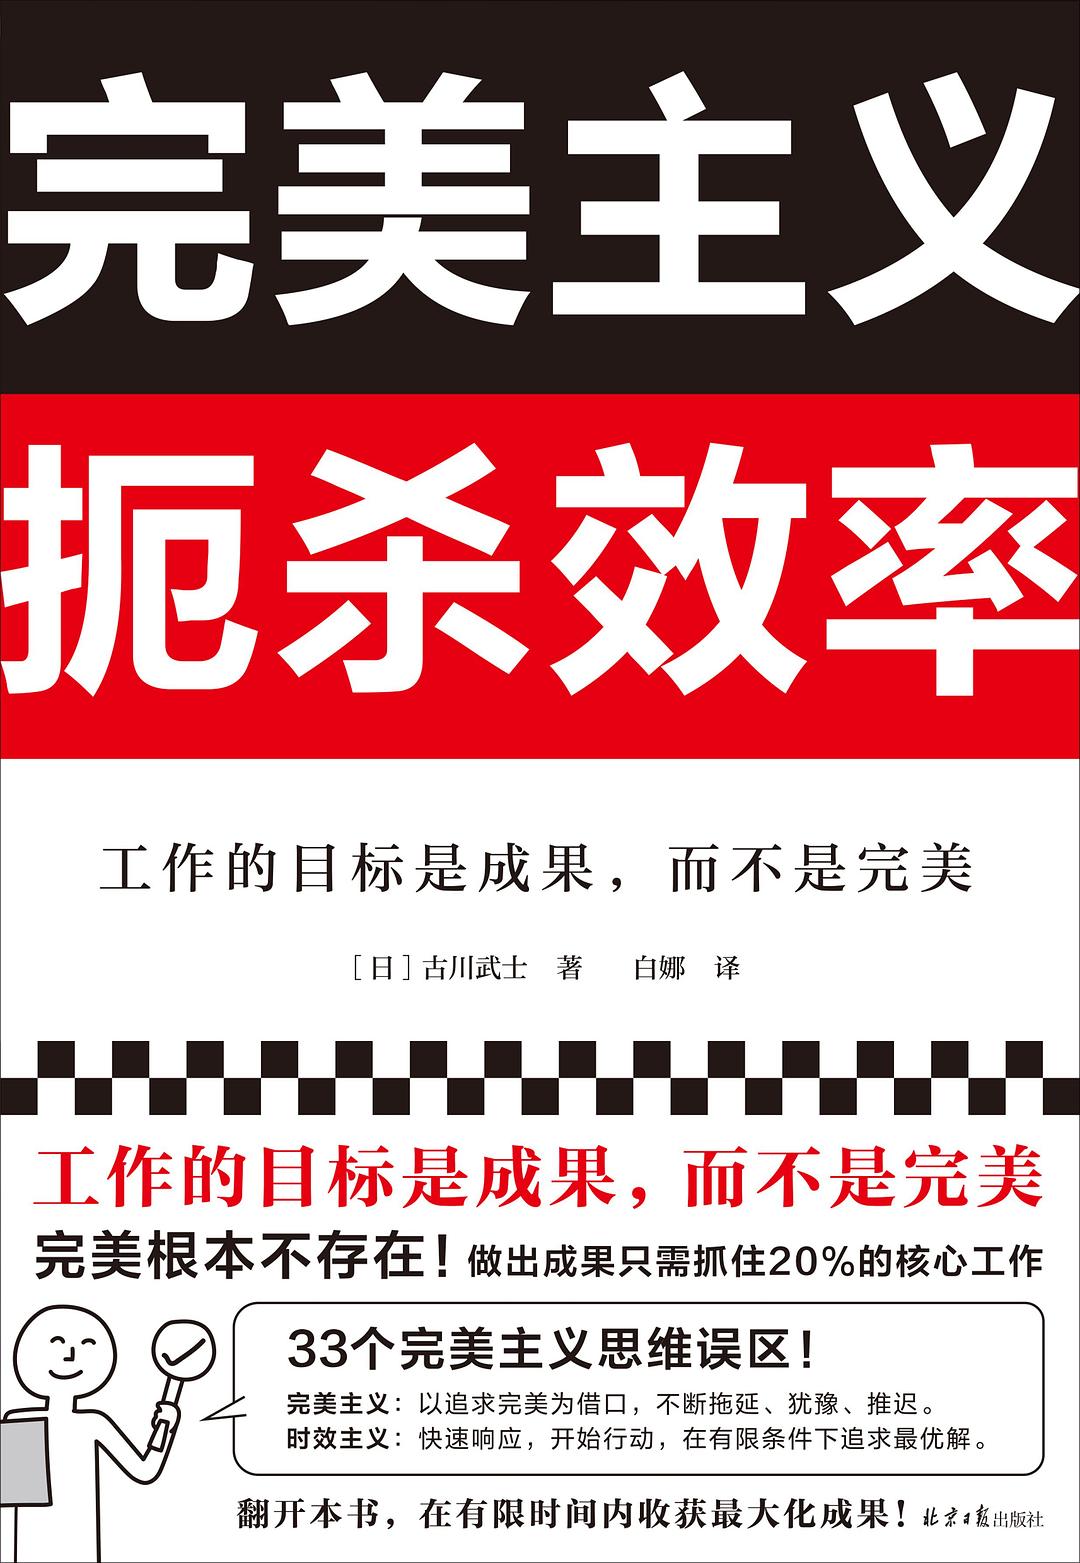 完美主义
扼杀效率
工作的目标是成果，而不是完美
［日］古川武士 著 白娜 译
工作的目标是成果，而不是完美
完美根本不存在！做出成果只需抓住20%的核心工作
33个完美主义思维误区！
完美主义：以追求完美为借口，不断拖延、犹豫、推迟。
时效主义：快速响应，开始行动，在有限条件下追求最优解。
翻开本书，在有限时间内收获最大化成果！北京日报出版社